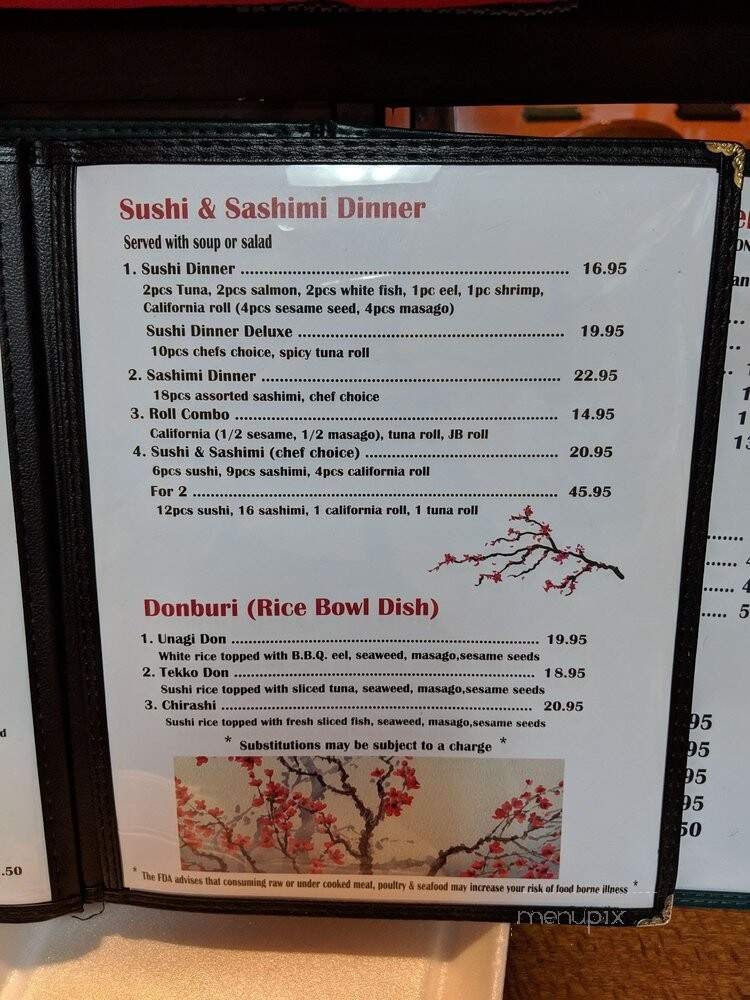 Sushi & Sashimi Dinner
Served with soup or salad
1. Sushi Dinner ........................................................................ 16.95
2pcs Tuna, 2pcs salmon, 2pcs white fish, 1pc eel, 1pc shrimp,
California roll (4pcs sesame seed, 4pcs masago)
Sushi Dinner Deluxe ........................................................... 19.95
10pcs chefs choice, spicy tuna roll
2. Sashimi Dinner .................................................................. 22.95
18pcs assorted sashimi, chef choice
3. Roll Combo ....................................................................... 14.95
California (1/2 sesame, 1/2 masago), tuna roll, JB roll
4. Sushi & Sashimi (chef choice) .......................................... 20.95
6pcs sushi, 9pcs sashimi, 4pcs california roll
For 2 .................................................................................. 45.95
12pcs sushi, 16 sashimi, 1 california roll, 1 tuna roll
Donburi (Rice Bowl Dish)
1. Unagi Don .................................................................... 19.95
White rice topped with B.B.Q. eel, seaweed, masago,sesame seeds
2. Tekko Don .................................................................... 18.95
Sushi rice topped with sliced tuna, seaweed, masago,sesame seeds
3. Chirashi ....................................................................... 20.95
Sushi rice topped with fresh sliced fish, seaweed, masago,sesame seeds
* Substitutions may be subject to a charge *
* The FDA advises that consuming raw or under cooked meat, poultry & seafood may increase your risk of food borne illness *
.50
95
95
95
95
50
menupix